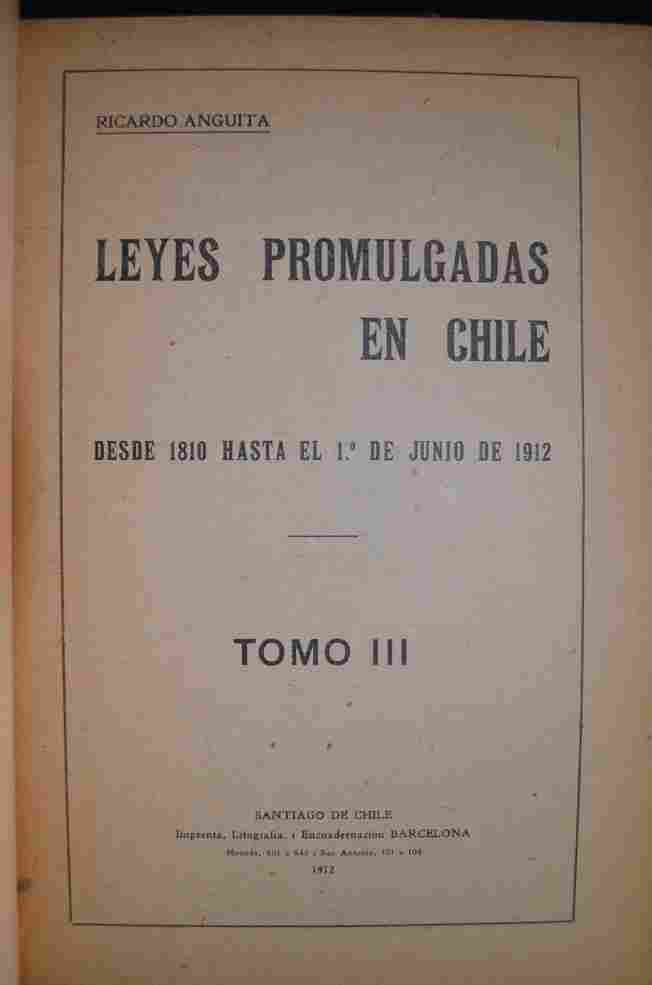 RICARDO ANGUITA
LEYES PROMULGADAS
EN CHILE
DESDE 1810 HASTA EL 1.º DE JUNIO DE 1912
TOMO III
SANTIAGO DE CHILE
Imprenta, Litografía, i Encuadernación BARCELONA
Moneda, 
1912